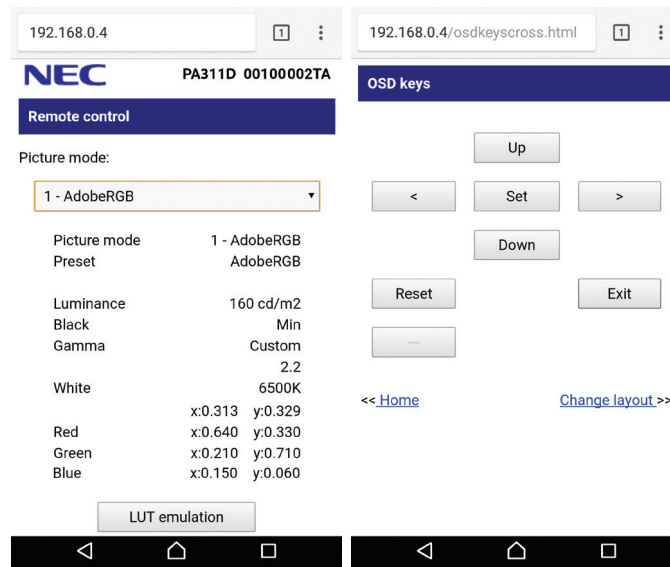 192.168.0.4
1
NEC
PA311D 00100002TA
Remote control
Picture mode:
1 - AdobeRGB
Picture mode 1 - AdobeRGB
Preset AdobeRGB
Luminance 160 cd/m2
Black Min
Gamma Custom
2.2
White 6500K
x:0.313 y:0.329
Red x:0.640 y:0.330
Green x:0.210 y:0.710
Blue x:0.150 y:0.060
LUT emulation
192.168.0.4/osdkeyscross.html
1
OSD keys
Up
< Set >
Down
Reset Exit
—
<< Home Change layout >>